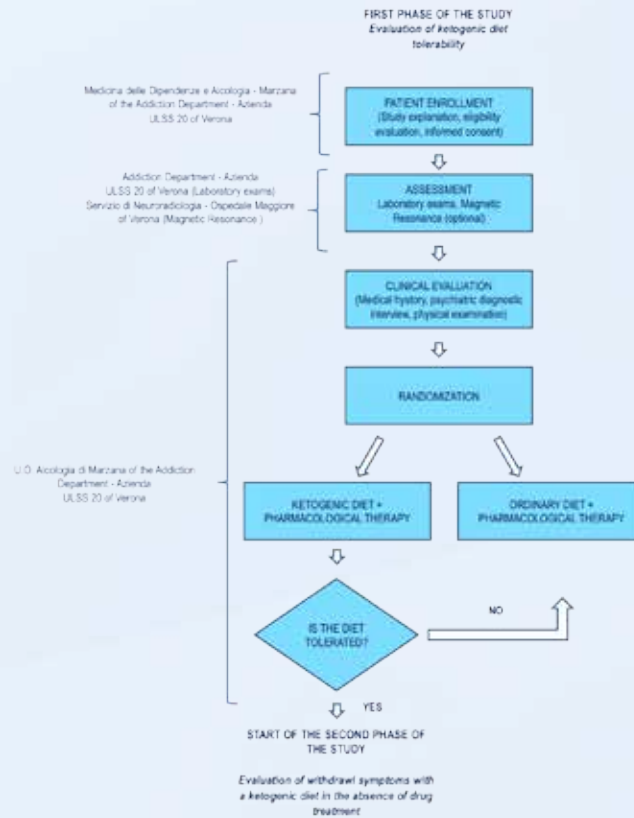 FIRST PHASE OF THE STUDY
Evaluation of ketogenic diet
tolerability
Medicina delle Dipendenze e Alcologia - Marzana
of the Addiction Department - Azienda
ULSS 20 of Verona
PATIENT ENROLLMENT
(Study explanation, eligibility
evaluation, informed consent)
Addiction Department - Azienda
ULSS 20 of Verona (Laboratory exams)
Servizio di Neuroradiologia - Ospedale Maggiore
of Verona (Magnetic Resonance )
ASSESSMENT
Laboratory exams, Magnetic
Resonance (optional)
CLINICAL EVALUATION
(Medical hystory, psychiatric diagnostic
interview, physical examination)
RANDOMIZATION
U.O. Alcologia di Marzana of the Addiction
Department - Azienda
ULSS 20 of Verona
KETOGENIC DIET +
PHARMACOLOGICAL THERAPY
ORDINARY DIET +
PHARMACOLOGICAL THERAPY
IS THE DIET
TOLERATED?
NO
YES
START OF THE SECOND PHASE OF
THE STUDY
Evaluation of withdrawl symptoms with
a ketogenic diet in the absence of drug
treatment